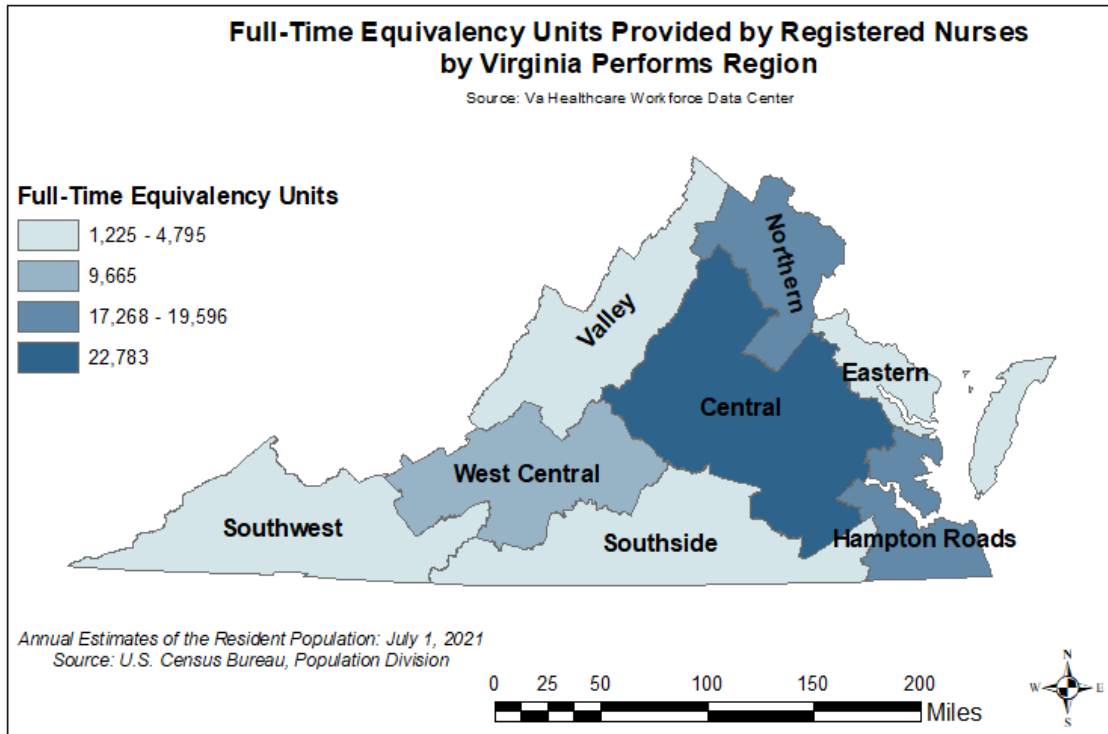 Full-Time Equivalency Units Provided by Registered Nurses
by Virginia Performs Region
Source: Va Healthcare Workforce Data Center
Full-Time Equivalency Units
1,225 - 4,795
9,665
17,268 - 19,596
22,783
Northern
Valley
Eastern
Central
West Central
Southwest
Southside
Hampton Roads
Annual Estimates of the Resident Population: July 1, 2021
Source: U.S. Census Bureau, Population Division
0 25 50 100 150 200
Miles
N
W E
S